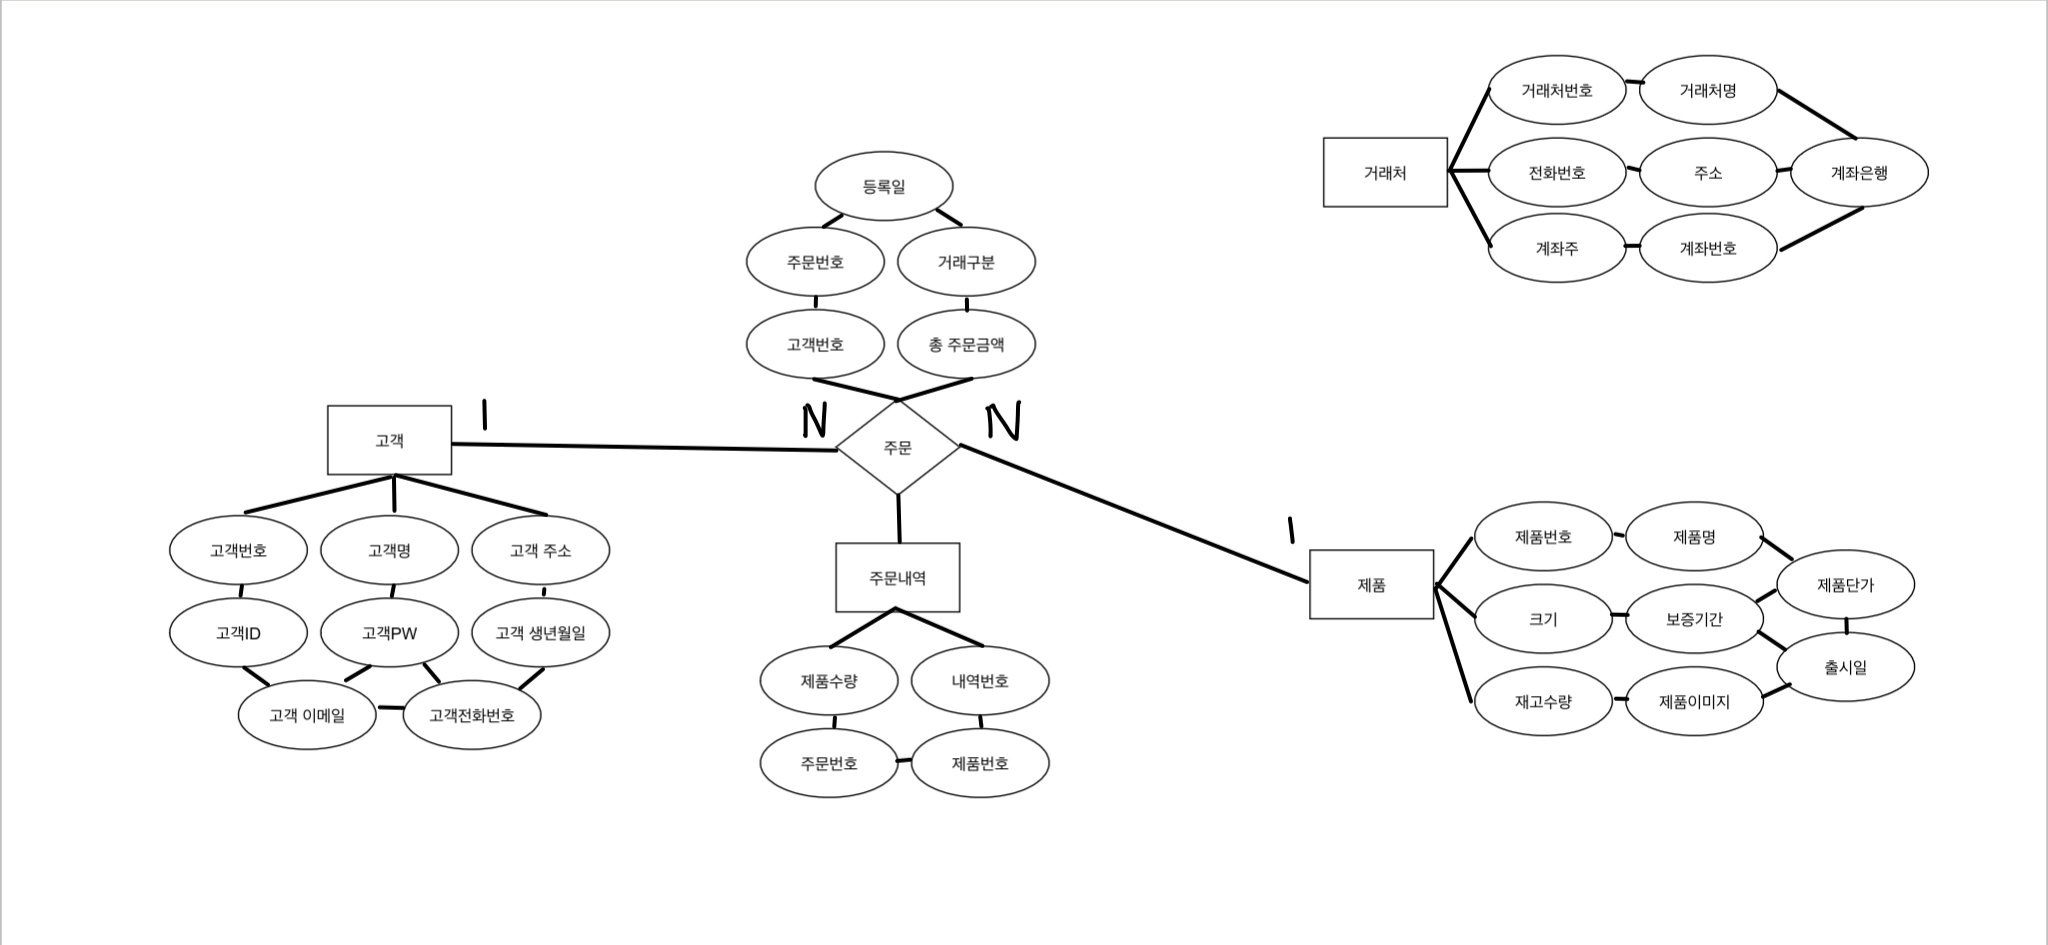 거래처번호
거래처명
거래처
전화번호
주소
계좌은행
계좌주
계좌번호
등록일
주문번호
거래구분
고객번호
총 주문금액
고객
1
N
주문
N
1
고객번호
고객명
고객 주소
고객ID
고객PW
고객 생년월일
고객 이메일
고객전화번호
주문내역
제품수량
내역번호
주문번호
제품번호
제품
제품번호
제품명
제품단가
크기
보증기간
출시일
재고수량
제품이미지